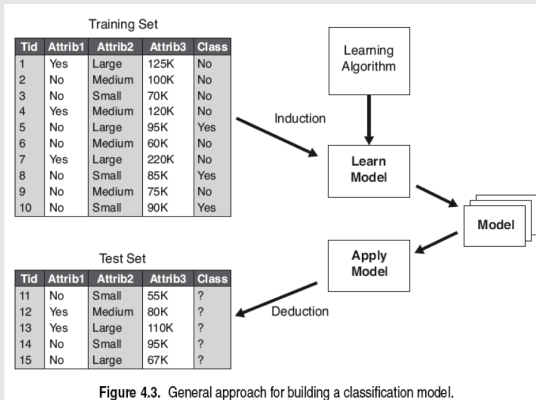 Training Set
Tid Attrib1 Attrib2 Attrib3 Class
1 Yes Large 125K No
2 No Medium 100K No
3 No Small 70K No
4 Yes Medium 120K No
5 No Large 95K Yes
6 No Medium 60K No
7 Yes Large 220K No
8 No Small 85K Yes
9 No Medium 75K No
10 No Small 90K Yes
Learning
Algorithm
Induction
Learn
Model
Model
Apply
Model
Deduction
Test Set
Tid Attrib1 Attrib2 Attrib3 Class
11 No Small 55K ?
12 Yes Medium 80K ?
13 Yes Large 110K ?
14 No Small 95K ?
15 No Large 67K ?
Figure 4.3. General approach for building a classification model.